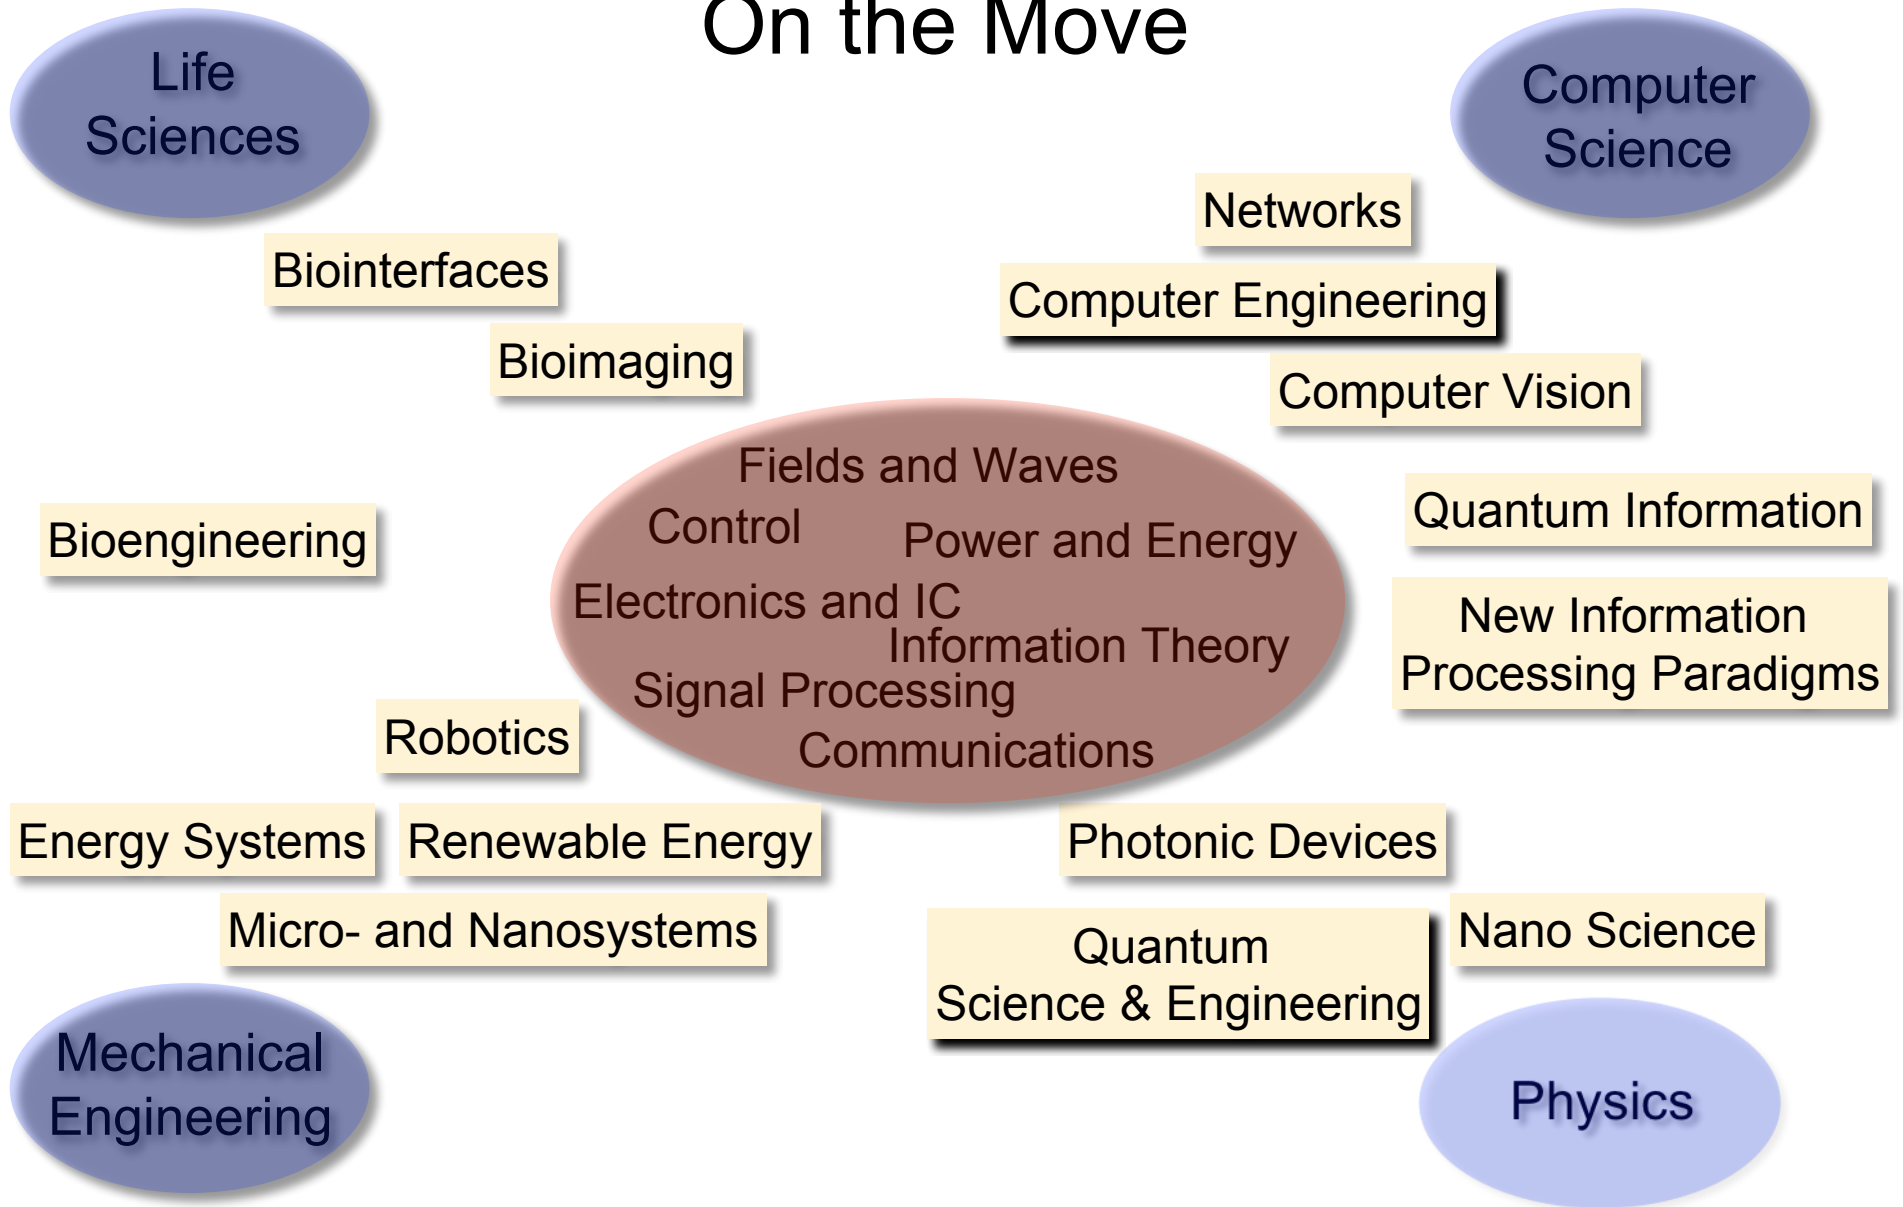 On the Move
Life
Sciences
Computer
Science
Networks
Biointerfaces
Computer Engineering
Bioimaging
Computer Vision
Fields and Waves
Control
Power and Energy
Electronics and IC
Information Theory
Signal Processing
Communications
Bioengineering
Quantum Information
New Information
Processing Paradigms
Robotics
Energy Systems
Renewable Energy
Photonic Devices
Micro- and Nanosystems
Quantum
Science & Engineering
Nano Science
Mechanical
Engineering
Physics